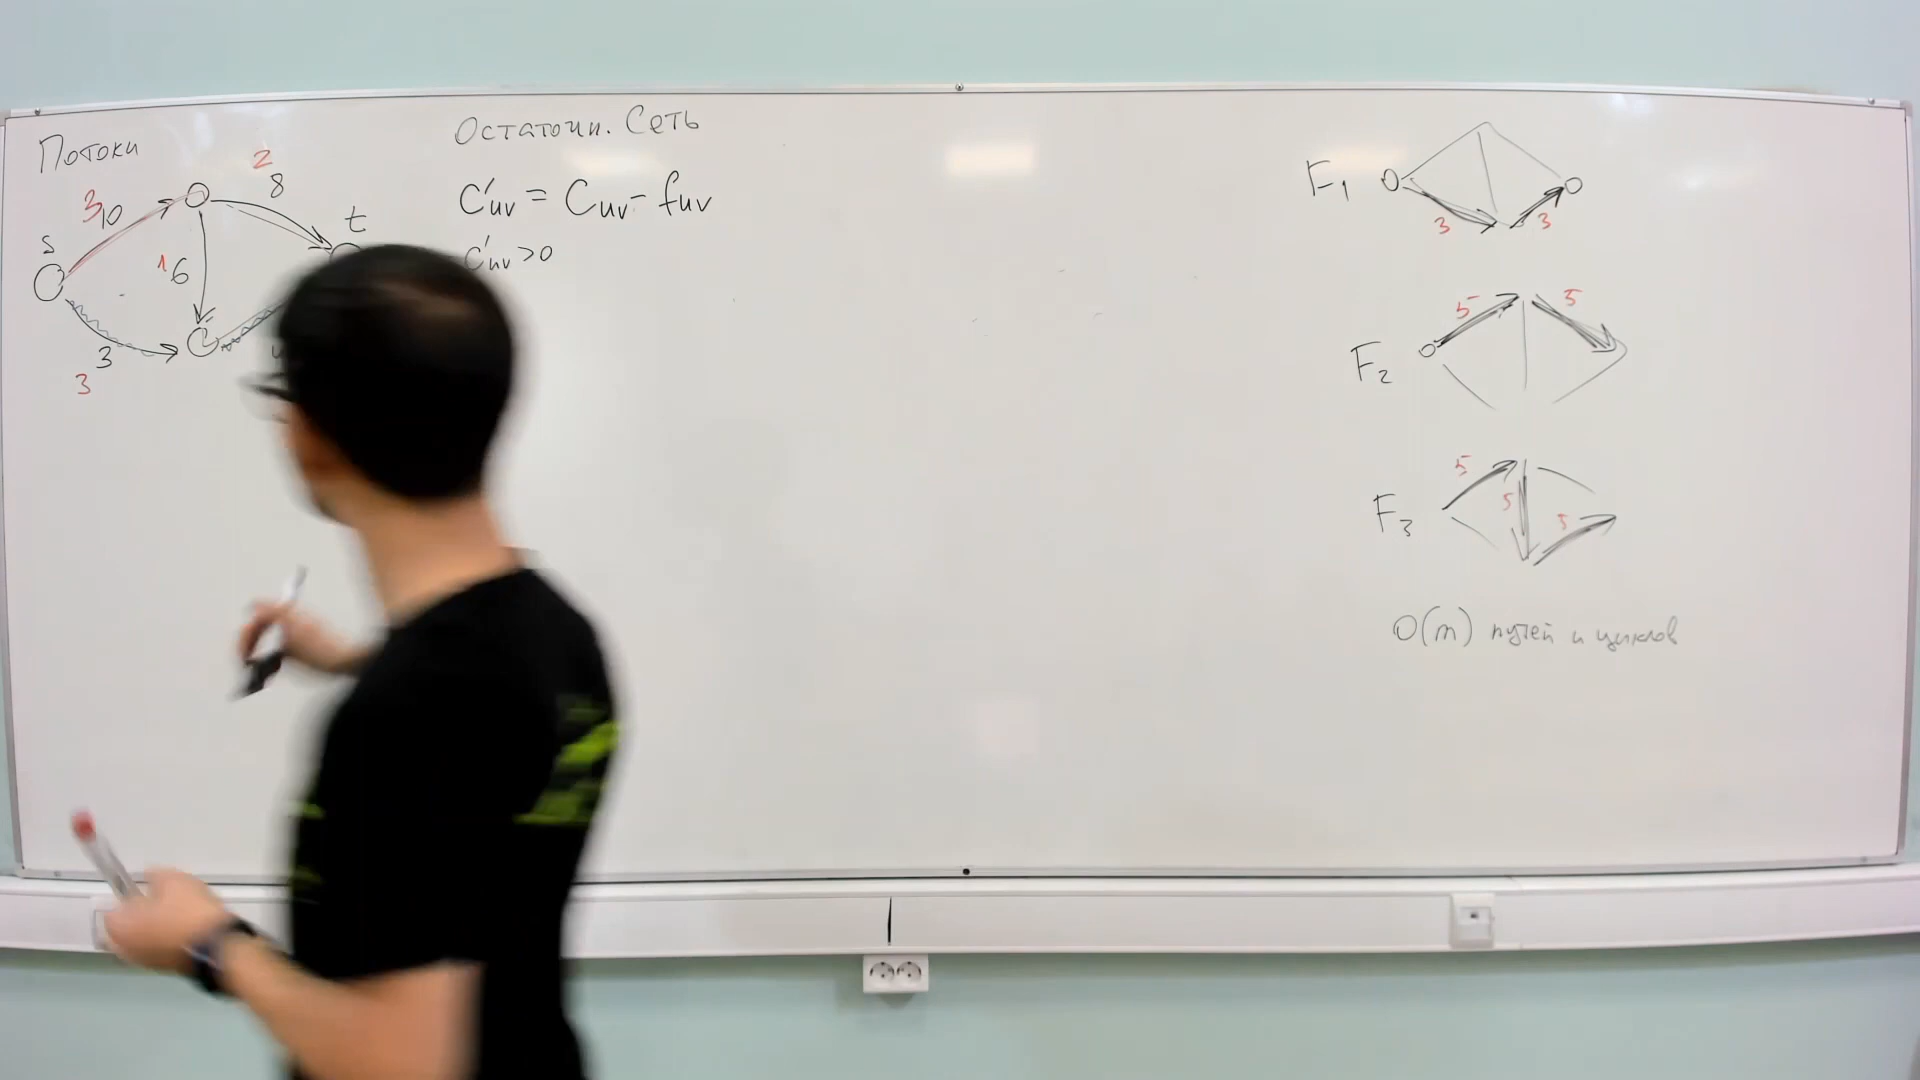 Потоки
2
8
3
10
t
s
1
6
3
3
Остаточн. Сеть
C'uv = Cuv - fuv
C'uv > 0
F1
3
3
F2
5
5
F3
5
5
5
O(m) путей и циклов